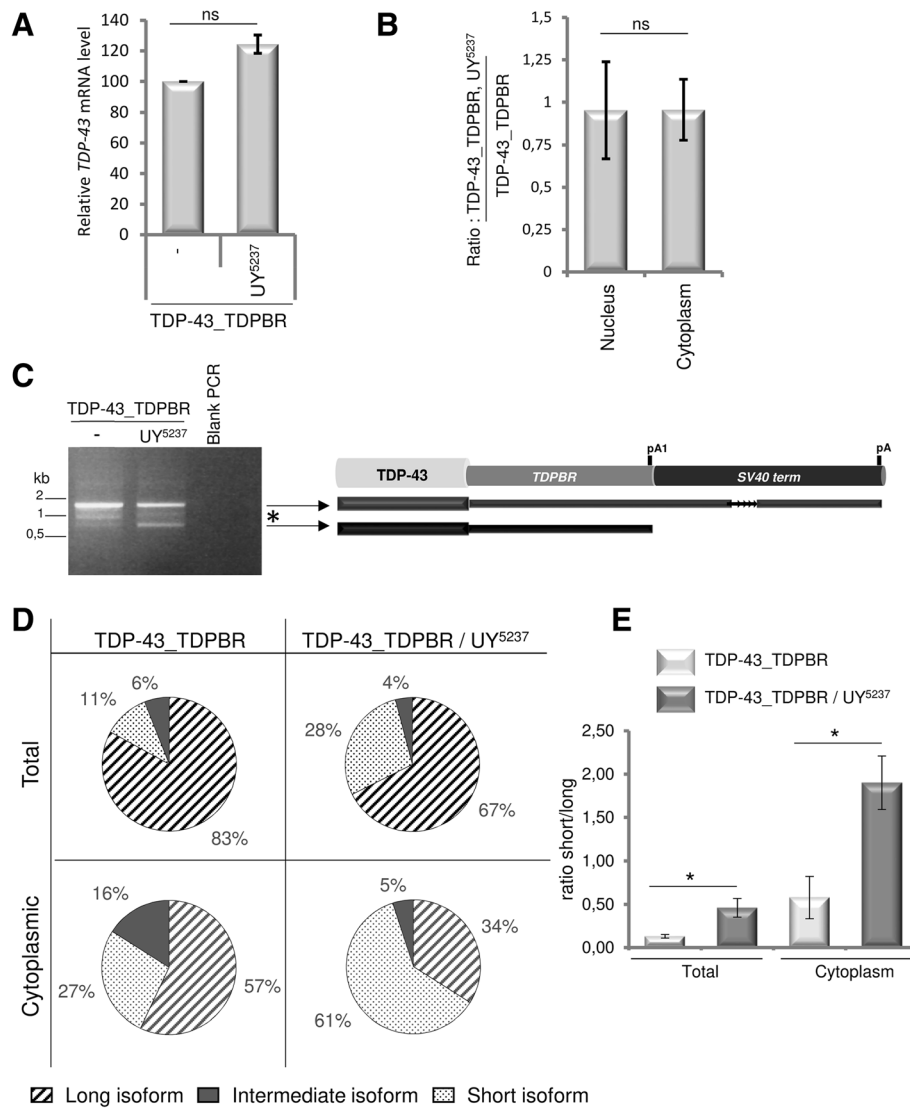 A
Relative TDP-43 mRNA level
140
120
100
80
60
40
20
0
ns
-
UY5237
TDP-43_TDPBR
B
Ratio : TDP-43_TDPBR, UY5237
TDP-43_TDPBR
1,5
1,25
1
0,75
0,5
0,25
0
ns
Nucleus
Cytoplasm
C
TDP-43_TDPBR
- UY5237
Blank PCR
kb
2
1
0,5
*
pA1
pA
TDP-43
TDPBR
SV40 term
D
TDP-43_TDPBR
TDP-43_TDPBR / UY5237
Total
6%
11%
83%
4%
28%
67%
Cytoplasmic
16%
27%
57%
5%
34%
61%
Long isoform
Intermediate isoform
Short isoform
E
TDP-43_TDPBR
TDP-43_TDPBR / UY5237
ratio short/long
2,50
2,00
1,50
1,00
0,50
0,00
*
*
Total
Cytoplasm